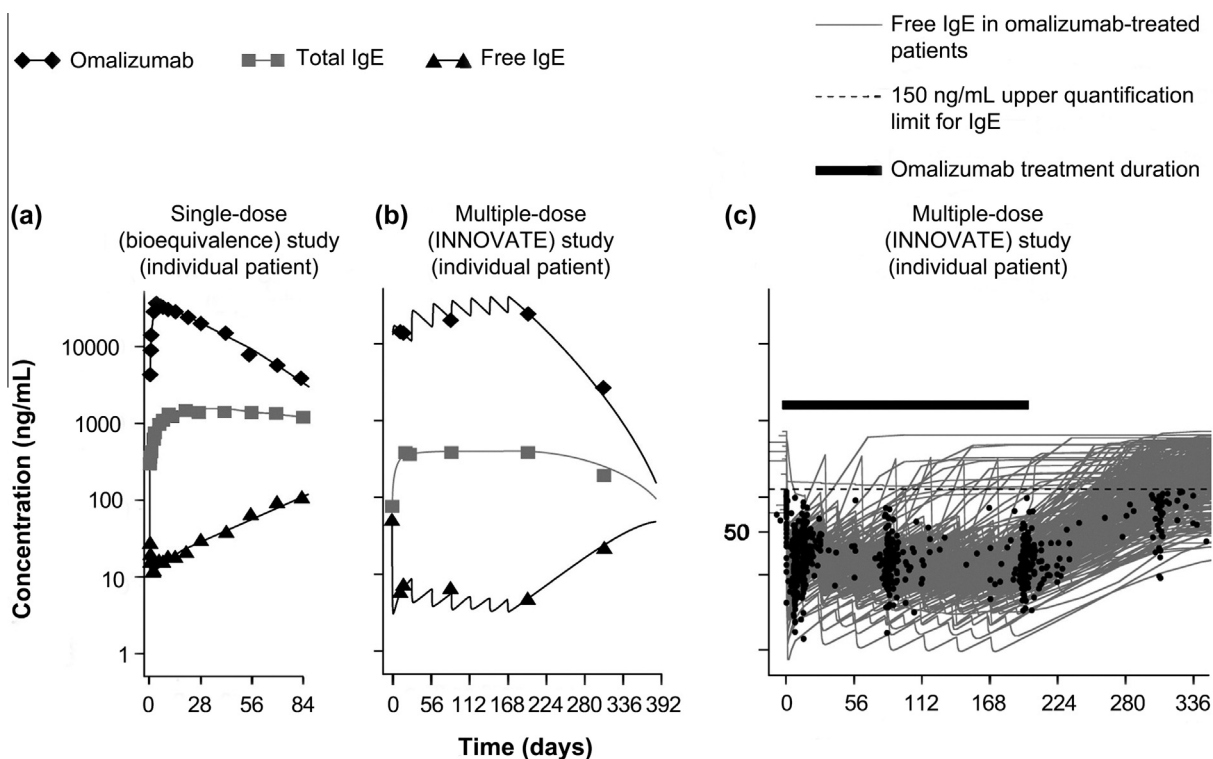 Omalizumab
Total IgE
Free IgE
Free IgE in omalizumab-treated
patients
150 ng/mL upper quantification
limit for IgE
Omalizumab treatment duration
(a)
Single-dose
(bioequivalence) study
(individual patient)
(b)
Multiple-dose
(INNOVATE) study
(individual patient)
(c)
Multiple-dose
(INNOVATE) study
(individual patient)
Concentration (ng/mL)
10000
1000
100
10
1
0 28 56 84
0 56 112 168 224 280 336 392
50
0 56 112 168 224 280 336
Time (days)